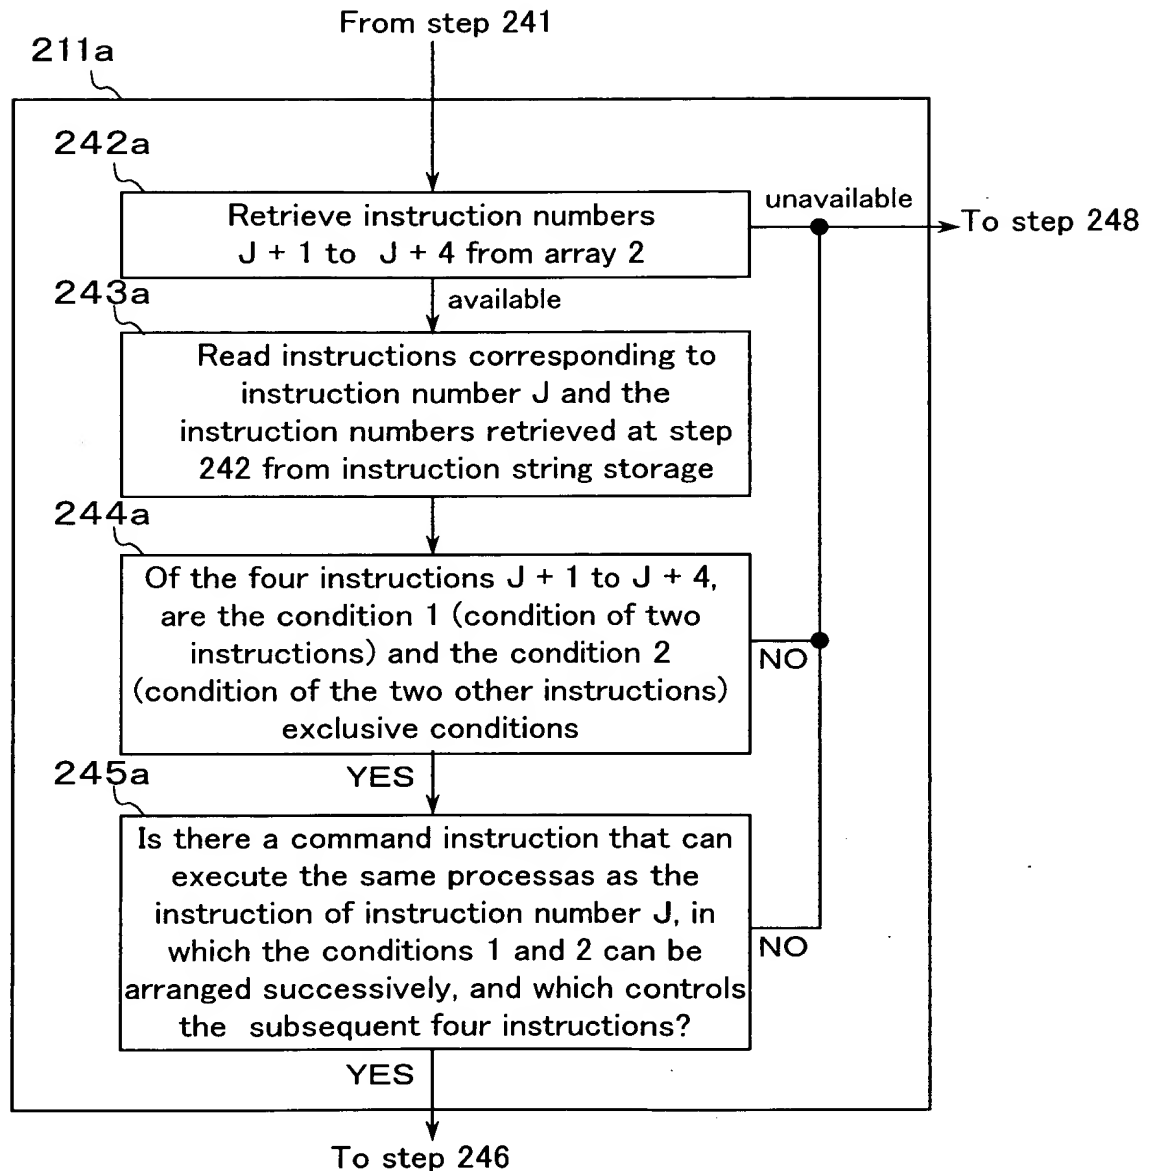 From step 241
211a
242a
Retrieve instruction numbers
J + 1 to J + 4 from array 2
unavailable
To step 248
243a
available
Read instructions corresponding to
instruction number J and the
instruction numbers retrieved at step
242 from instruction string storage
244a
Of the four instructions J + 1 to J + 4,
are the condition 1 (condition of two
instructions) and the condition 2
(condition of the two other instructions)
exclusive conditions
NO
YES
245a
Is there a command instruction that can
execute the same processas as the
instruction of instruction number J, in
which the conditions 1 and 2 can be
arranged successively, and which controls
the subsequent four instructions?
NO
YES
To step 246